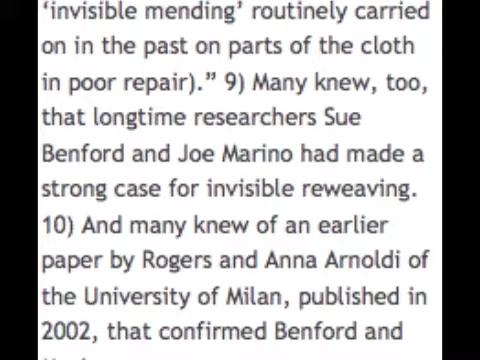 ‘invisible mending’ routinely carried
on in the past on parts of the cloth
in poor repair).” 9) Many knew, too,
that longtime researchers Sue
Benford and Joe Marino had made a
strong case for invisible reweaving.
10) And many knew of an earlier
paper by Rogers and Anna Arnoldi of
the University of Milan, published in
2002, that confirmed Benford and